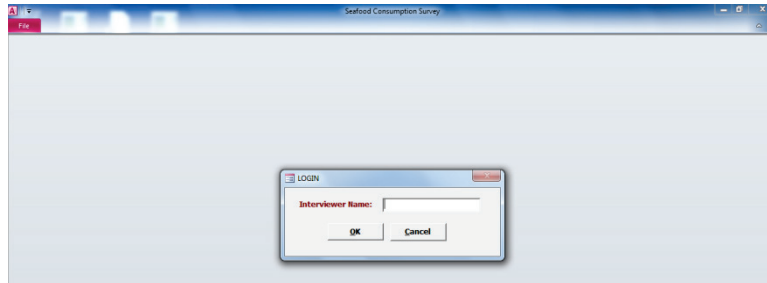 A
Seafood Consumption Survey
File
LOGIN
Interviewer Name:
OK
Cancel